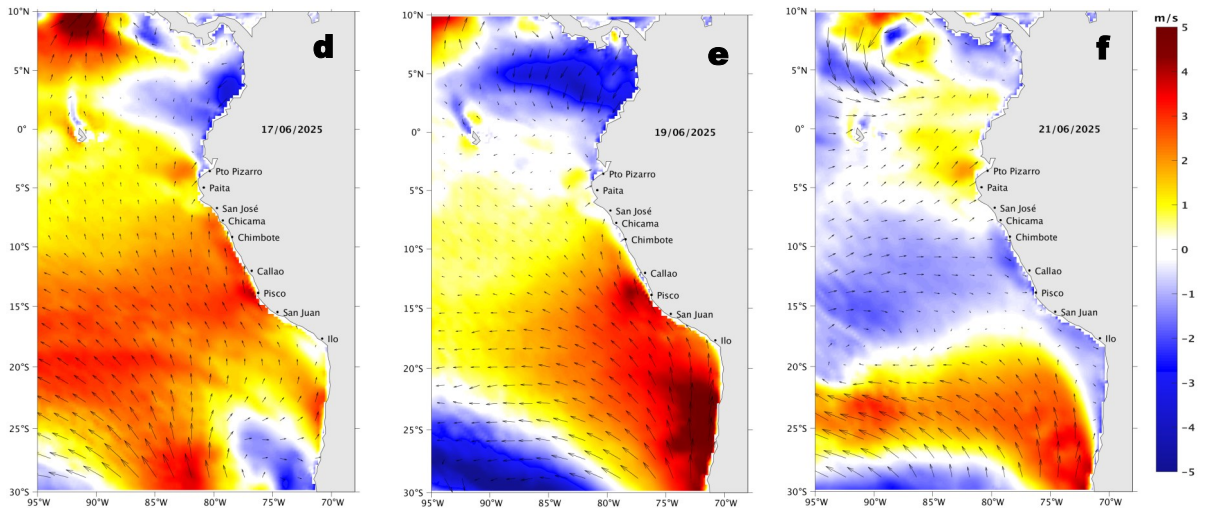 d
10°N
5°N
0°
5°S
10°S
15°S
20°S
25°S
30°S
95°W 90°W 85°W 80°W 75°W 70°W
17/06/2025
Pto Pizarro
Paita
San José
Chicama
Chimbote
Callao
Pisco
San Juan
Ilo
e
10°N
5°N
0°
5°S
10°S
15°S
20°S
25°S
30°S
95°W 90°W 85°W 80°W 75°W 70°W
19/06/2025
Pto Pizarro
Paita
San José
Chicama
Chimbote
Callao
Pisco
San Juan
Ilo
f
10°N
5°N
0°
5°S
10°S
15°S
20°S
25°S
30°S
95°W 90°W 85°W 80°W 75°W 70°W
21/06/2025
Pto Pizarro
Paita
San José
Chicama
Chimbote
Callao
Pisco
San Juan
Ilo
m/s
5
4
3
2
1
0
−1
−2
−3
−4
−5